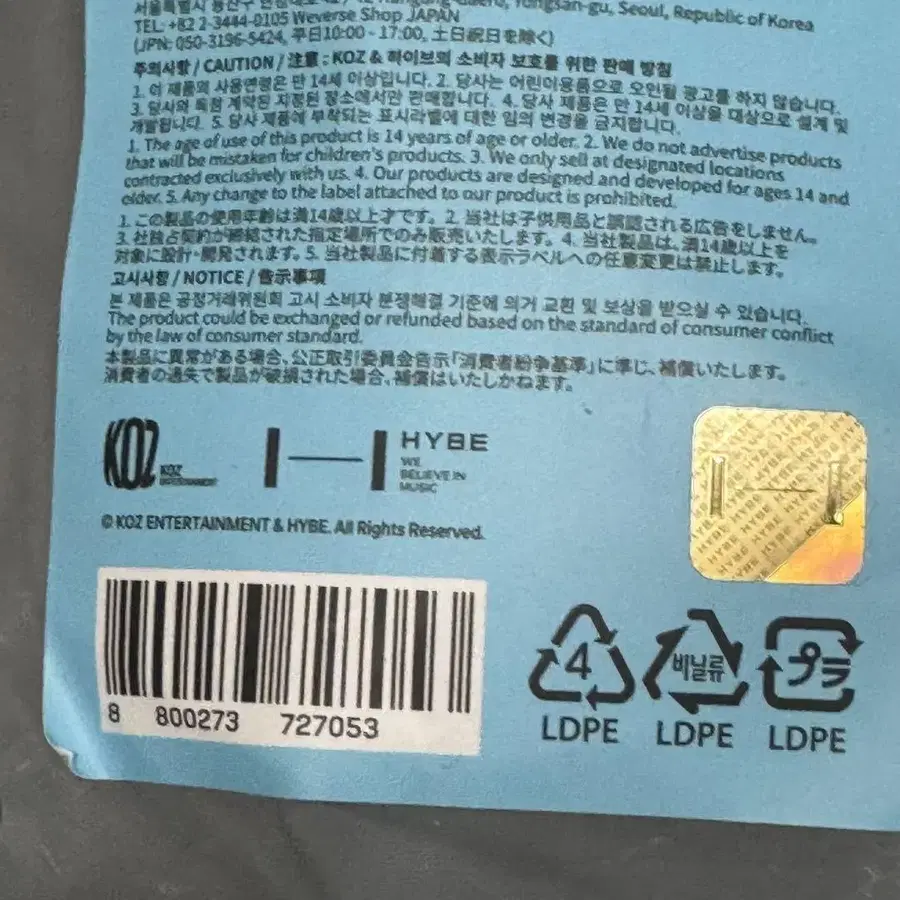 Yongsan-gu, Seoul, Republic of Korea
TEL: +82 2-3444-0105 Weverse Shop JAPAN
(JPN: 050-3196-5424, 平日10:00 - 17:00, 土日祝日を除く)
주의사항 / CAUTION / 注意 : KOZ & 하이브의 소비자 보호를 위한 판매 방침
1. 이 제품의 사용연령은 만 14세 이상입니다. 2. 당사는 어린이용품으로 오인될 광고를 하지 않습니다.
3. 당사와 독점 계약된 지정된 장소에서만 판매합니다. 4. 당사 제품은 만 14세 이상을 대상으로 설계 및
개발됩니다. 5. 당사 제품에 부착되는 표시라벨에 대한 임의 변경을 금지합니다.
1. The age of use of this product is 14 years of age or older. 2. We do not advertise products
that will be mistaken for children's products. 3. We only sell at designated locations
contracted exclusively with us. 4. Our products are designed and developed for ages 14 and
older. 5. Any change to the label attached to our product is prohibited.
1. この製品の使用年齢は満14歳以上才です。 2. 当社は子供用品と誤認される広告をしません。
3. 社独占契約が締結された指定場所でのみ販売いたします。 4. 当社製品は、満14歳以上を
対象に設計・開発されます。 5. 当社製品に付着する表示ラベルへの任意変更は禁止します。
고시사항 / NOTICE / 告示事項
본 제품은 공정거래위원회 고시 소비자 분쟁해결 기준에 의거 교환 및 보상을 받으실 수 있습니다.
The product could be exchanged or refunded based on the standard of consumer conflict
by the law of consumer standard.
本製品に異常がある場合、公正取引委員会告示「消費者紛争基準」に準じ、補償いたします。
消費者の過失で製品が破損された場合、補償はいたしかねます。
KOZ KOZ ENTERTAINMENT
HYBE
WE
BELIEVE IN
MUSIC
© KOZ ENTERTAINMENT & HYBE. All Rights Reserved.
HYBE HYBE HYBE
8 800273 727053
4 비닐류 プラ
LDPE LDPE LDPE